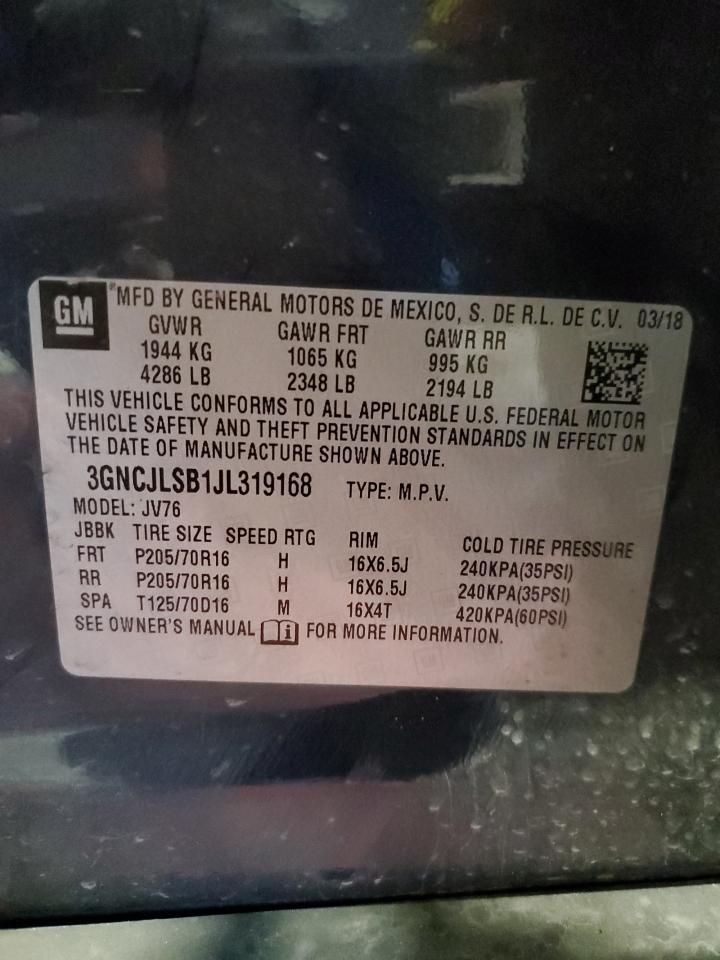 GM
MFD BY GENERAL MOTORS DE MEXICO, S. DE R.L. DE C.V. 03/18
GVWR GAWR FRT GAWR RR
1944 KG 1065 KG 995 KG
4286 LB 2348 LB 2194 LB
THIS VEHICLE CONFORMS TO ALL APPLICABLE U.S. FEDERAL MOTOR
VEHICLE SAFETY AND THEFT PREVENTION STANDARDS IN EFFECT ON
THE DATE OF MANUFACTURE SHOWN ABOVE.
3GNCJLSB1JL319168 TYPE: M.P.V.
MODEL: JV76
JBBK TIRE SIZE SPEED RTG RIM COLD TIRE PRESSURE
FRT P205/70R16 H 16X6.5J 240KPA(35PSI)
RR P205/70R16 H 16X6.5J 240KPA(35PSI)
SPA T125/70D16 M 16X4T 420KPA(60PSI)
SEE OWNER'S MANUAL FOR MORE INFORMATION.